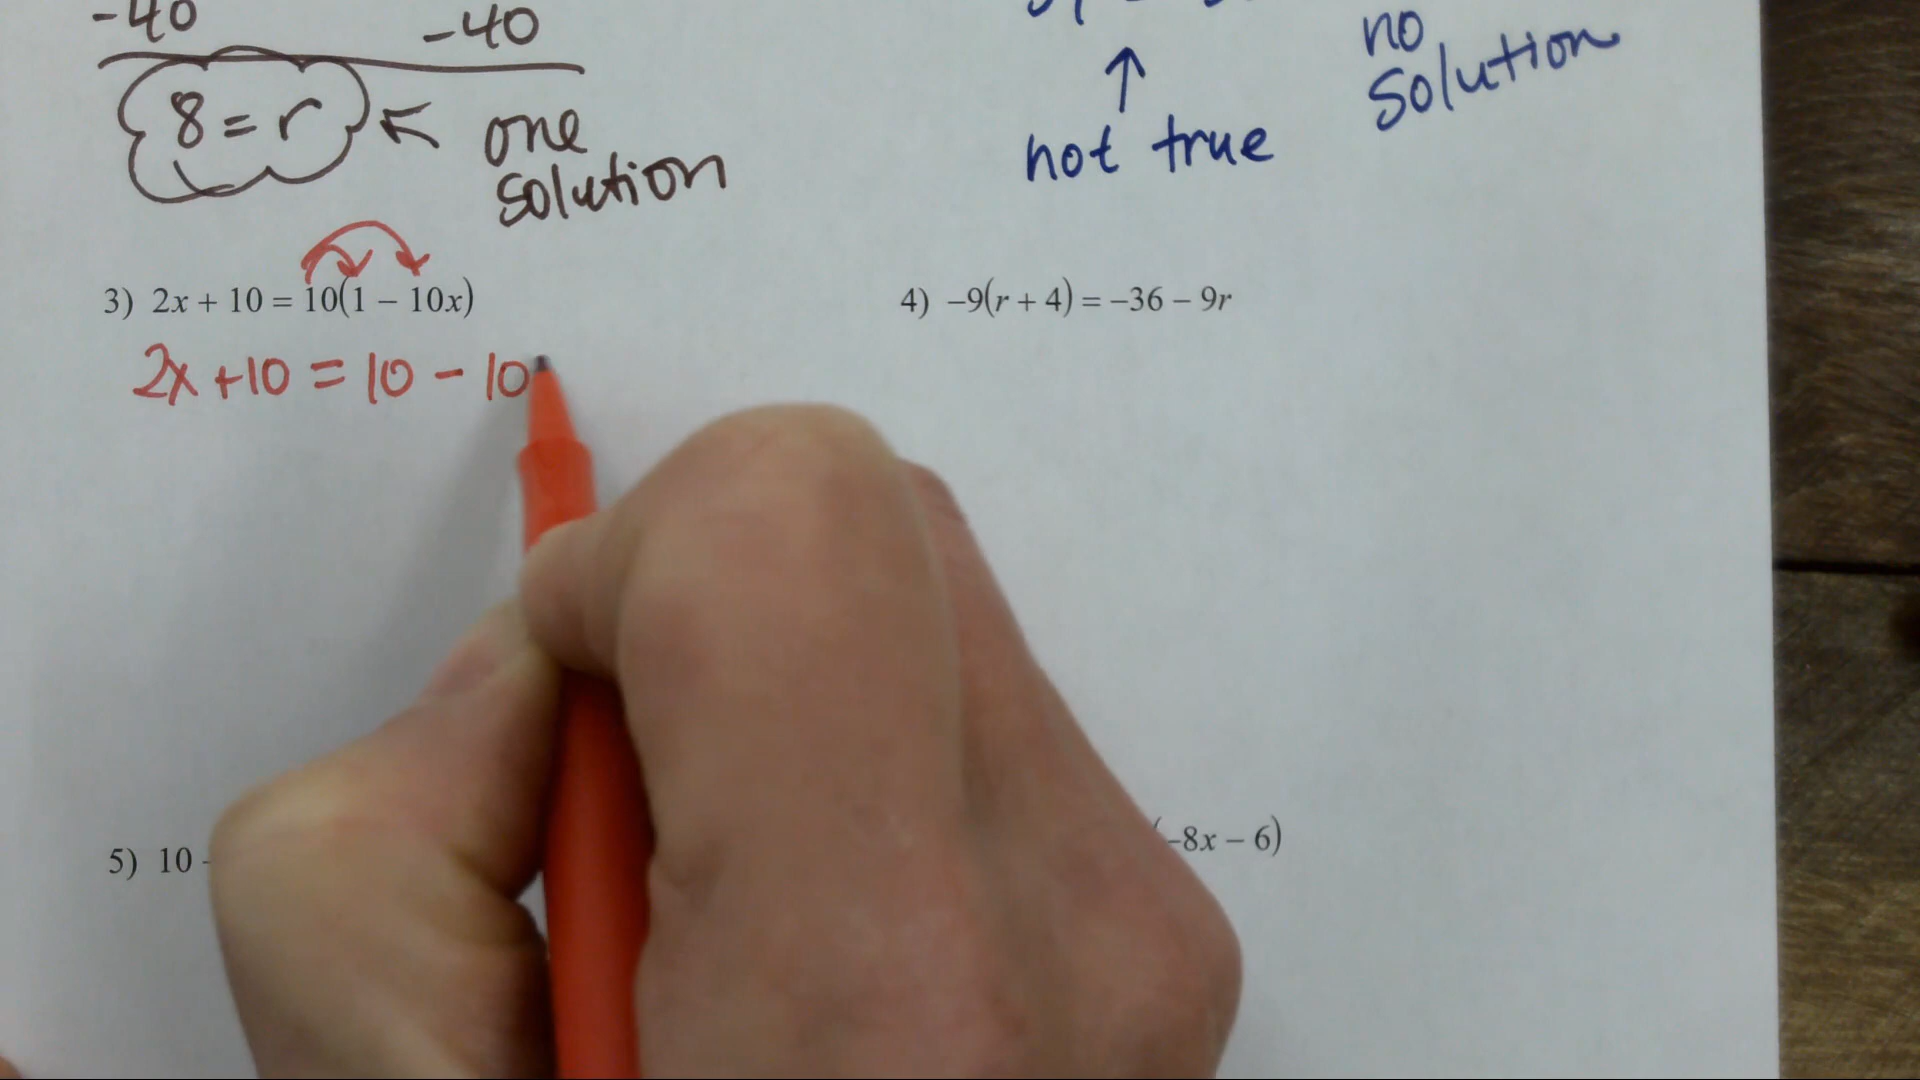 -40 -40
8 = r one
solution
no
solution
not true
3) 2x + 10 = 10(1 – 10x)
2x + 10 = 10 - 10
4) –9(r + 4) = –36 – 9r
5) 10 -
–8x – 6)